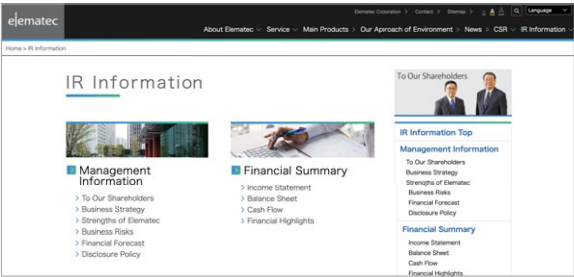 elematec
Elematec Coporation > Contact > Sitemap > Language
About Elematec Service Main Products > Our Aproach of Environment > News > CSR IR Information
Home > IR Information
IR Information
To Our Shareholders
Management
Information
> To Our Shareholders
> Business Strategy
> Strengths of Elematec
> Business Risks
> Financial Forecast
> Disclosure Policy
Financial Summary
> Income Statement
> Balance Sheet
> Cash Flow
> Financial Highlights
IR Information Top
Management Information
To Our Shareholders
Business Strategy
Strengths of Elematec
Business Risks
Financial Forecast
Disclosure Policy
Financial Summary
Income Statement
Balance Sheet
Cash Flow
Financial Highlights